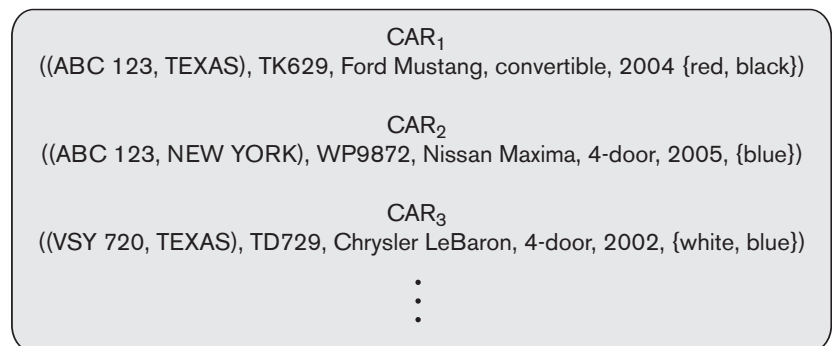 CAR₁
((ABC 123, TEXAS), TK629, Ford Mustang, convertible, 2004 {red, black})
CAR₂
((ABC 123, NEW YORK), WP9872, Nissan Maxima, 4-door, 2005, {blue})
CAR₃
((VSY 720, TEXAS), TD729, Chrysler LeBaron, 4-door, 2002, {white, blue})